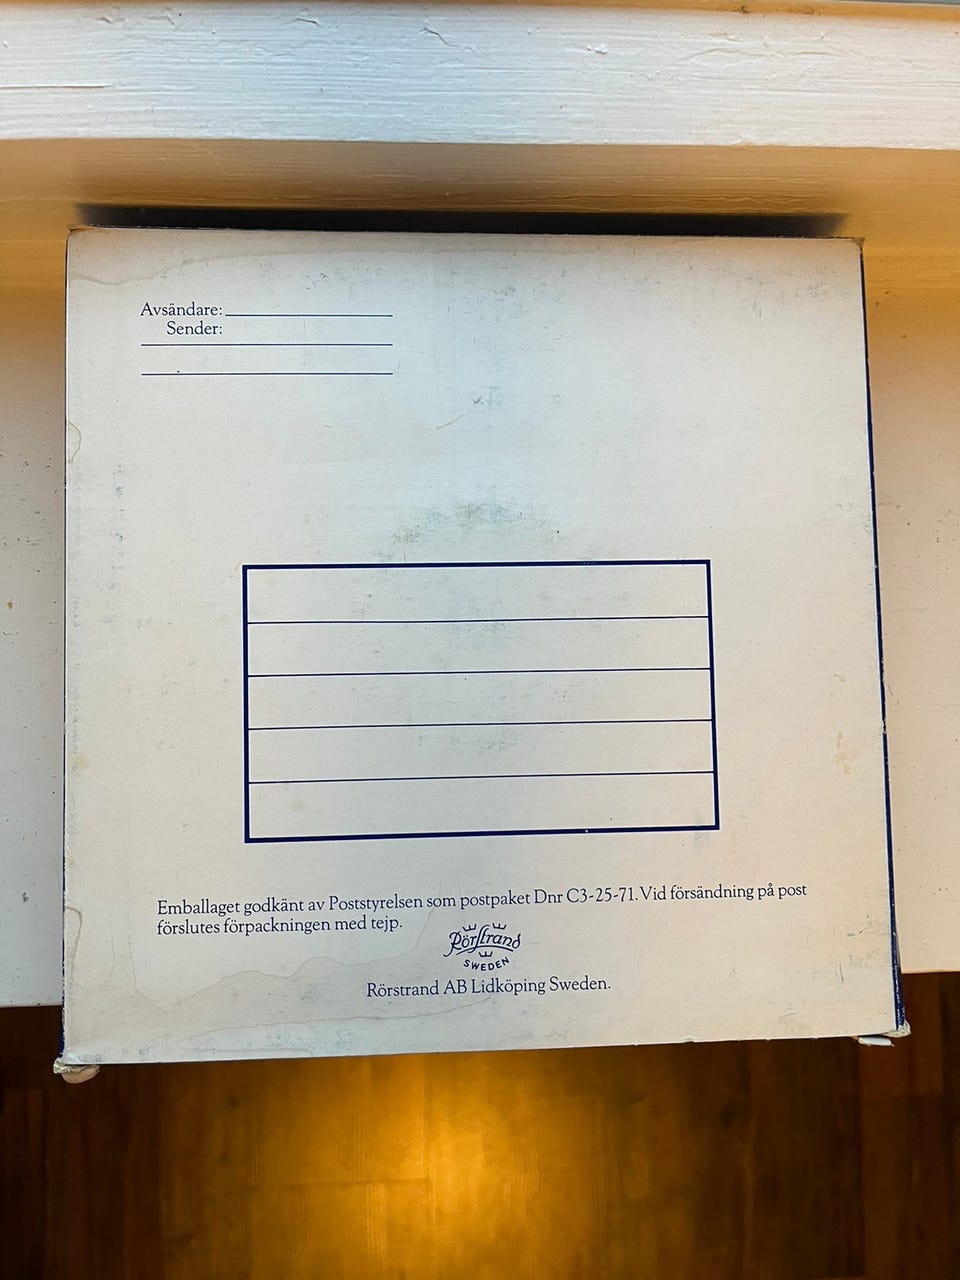 Avsändare:
Sender:
Emballaget godkänt av Poststyrelsen som postpaket Dnr C3-25-71. Vid försändning på post
förslutes förpackningen med tejp.
Rörstrand
SWEDEN
Rörstrand AB Lidköping Sweden.